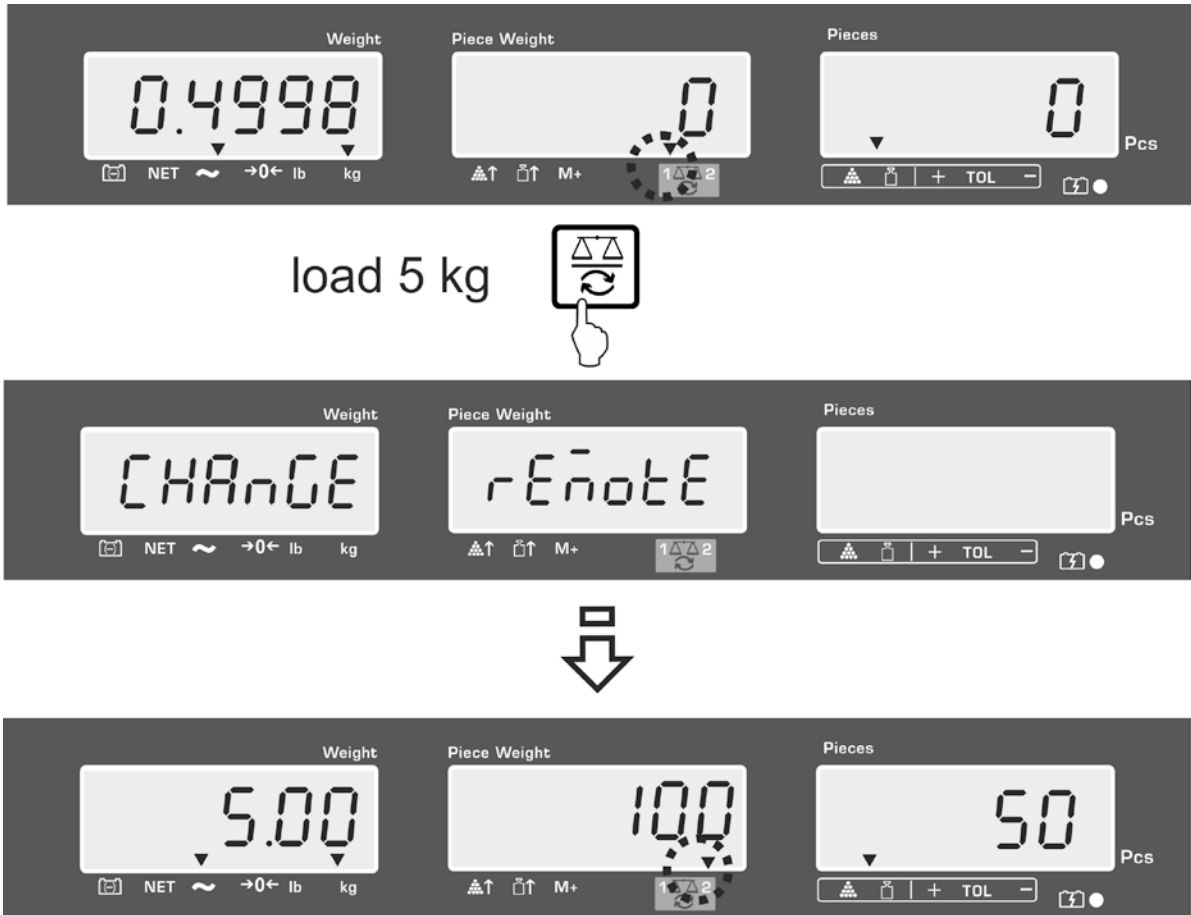 Weight Piece Weight Pieces
0.4998 0 0
Pcs
NET →0← lb kg M+ 1 2 + TOL −
load 5 kg
Weight Piece Weight Pieces
CHAnGE rEmotE
Pcs
NET →0← lb kg M+ 1 2 + TOL −
Weight Piece Weight Pieces
5.00 100 50
Pcs
NET →0← lb kg M+ 1 2 + TOL −